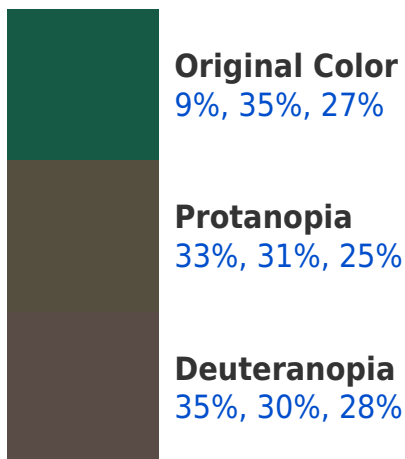 Original Color
9%, 35%, 27%
Protanopia
33%, 31%, 25%
Deuteranopia
35%, 30%, 28%